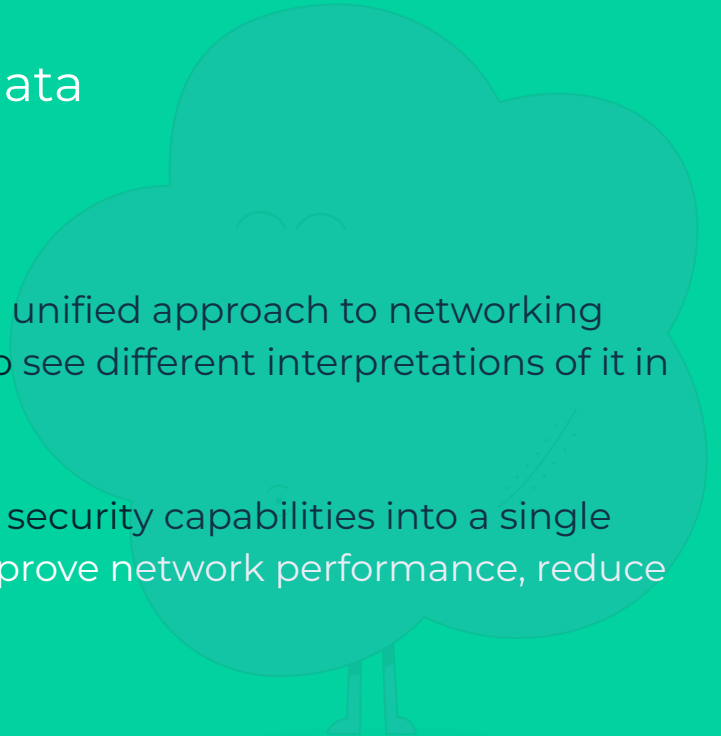 ata
unified approach to networking
o see different interpretations of it in
security capabilities into a single
prove network performance, reduce